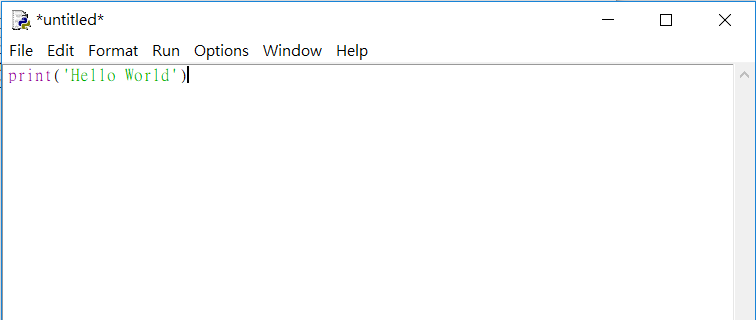 *untitled*
File Edit Format Run Options Window Help
print('Hello World')